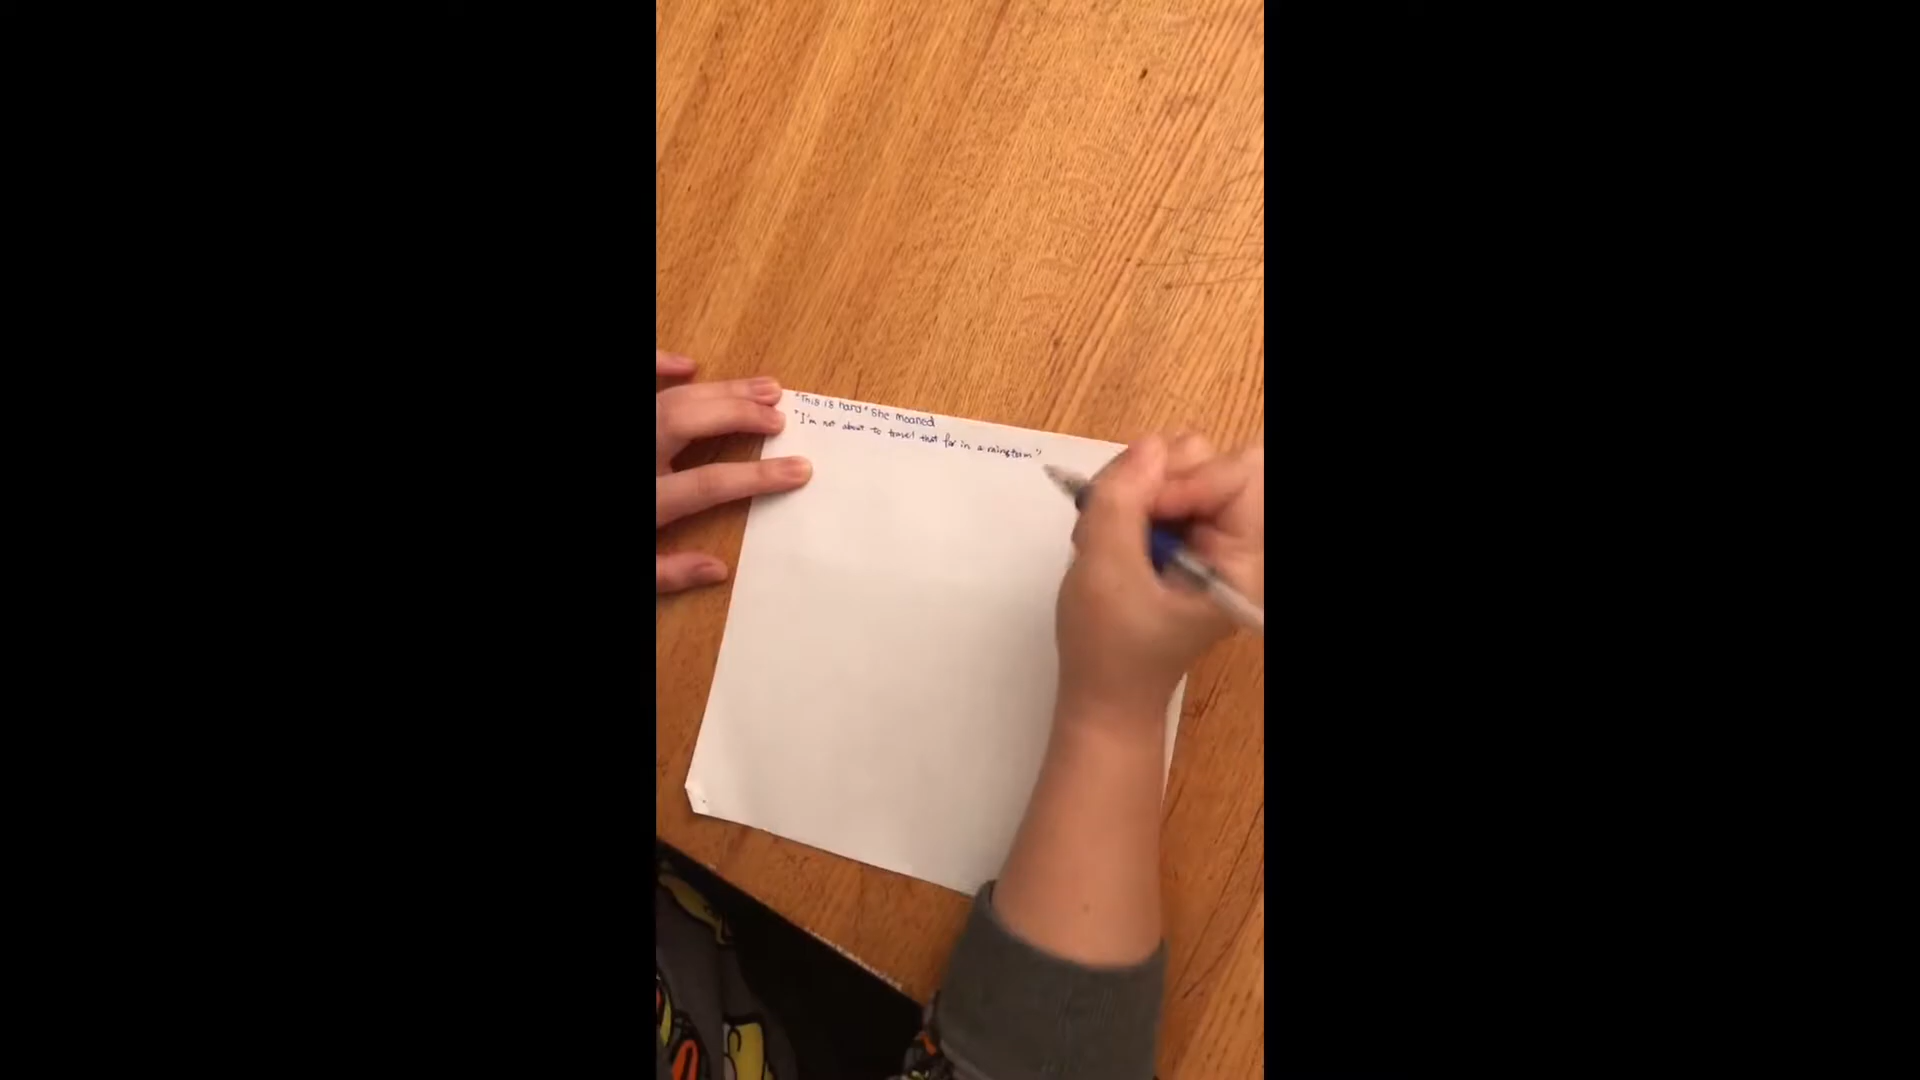 "This is hard" She moaned
"I'm not about to travel that far in a rainstorm"